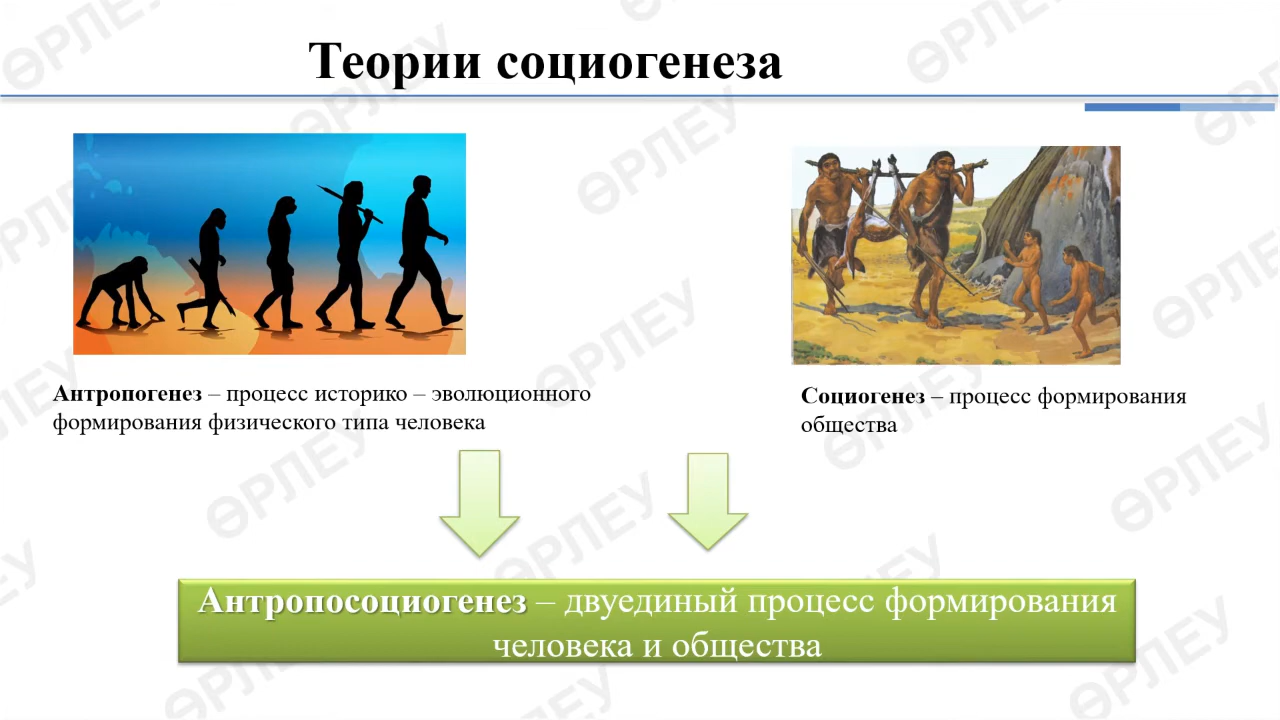 Теории социогенеза
Антропогенез – процесс историко – эволюционного
формирования физического типа человека
Социогенез – процесс формирования
общества
Антропосоциогенез – двуединый процесс формирования
человека и общества
ӨРЛЕУ